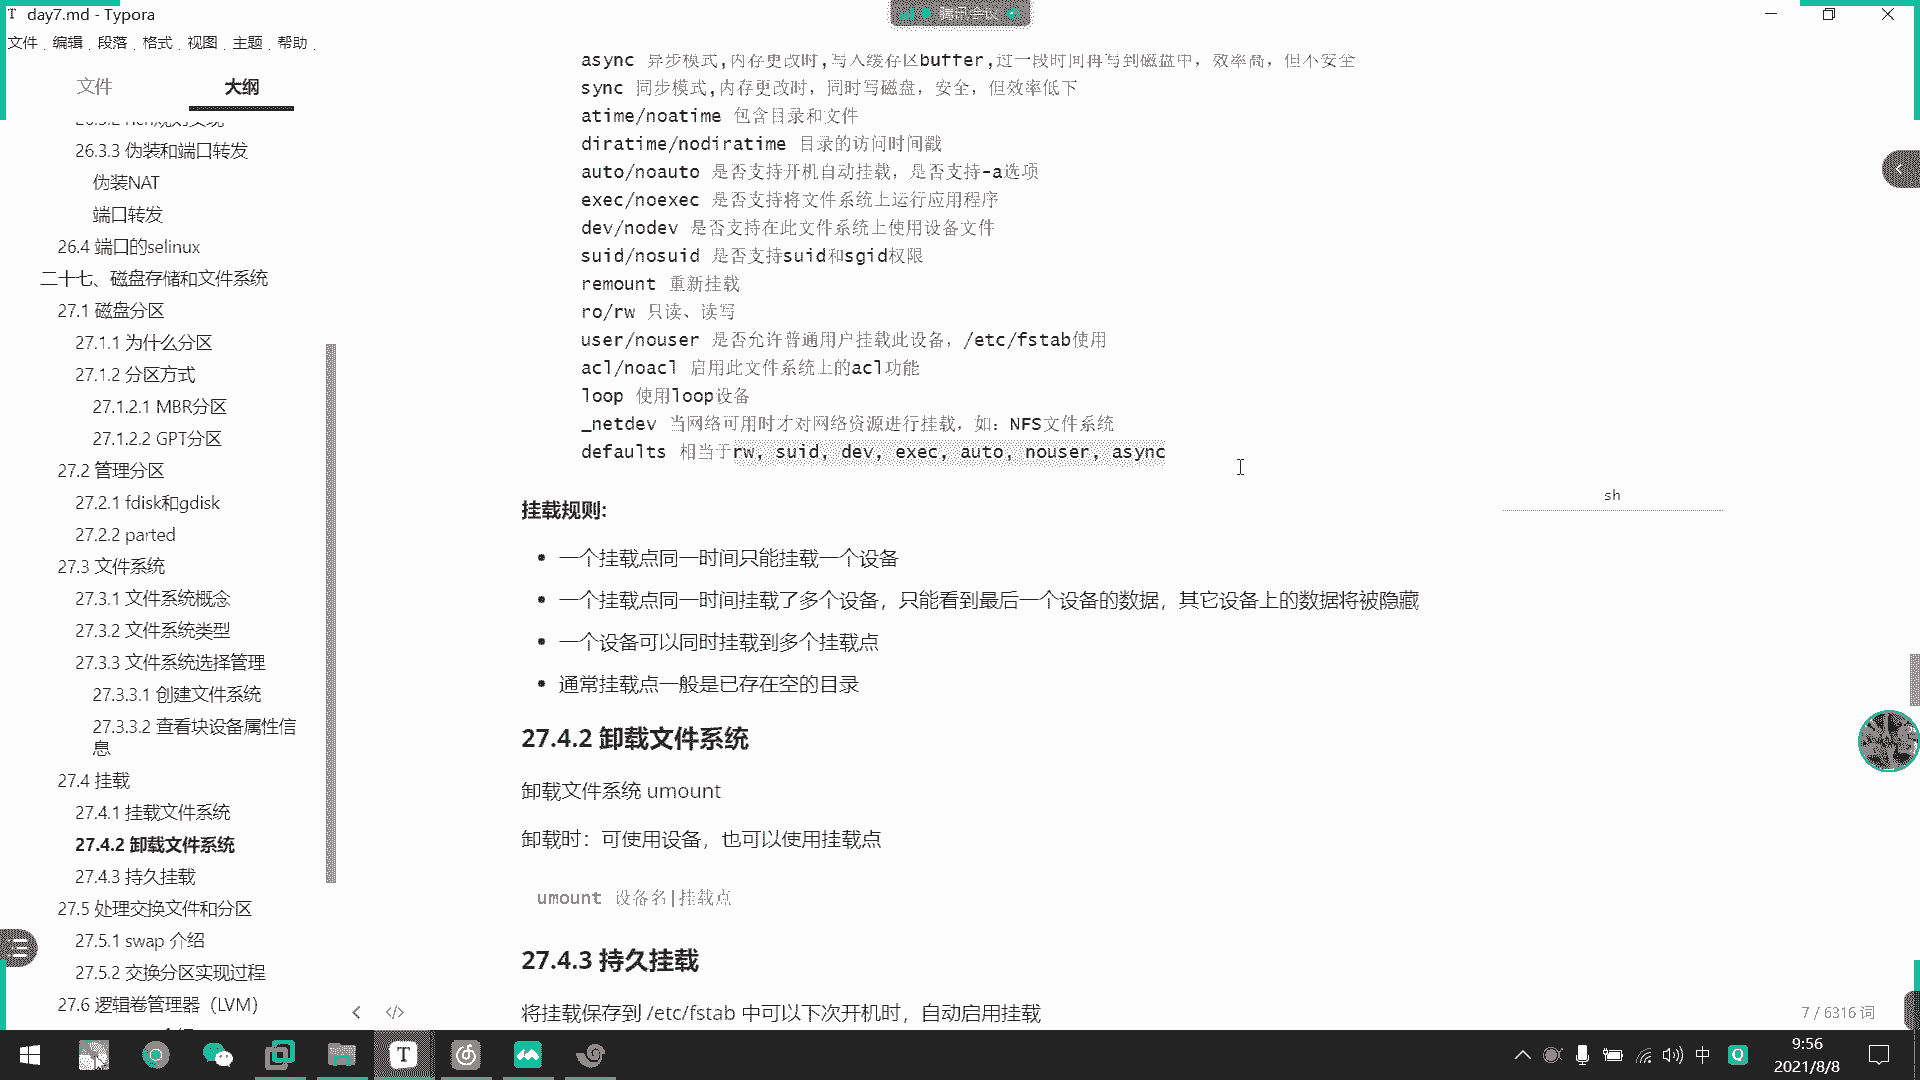 day7.md - Typora
腾讯会议
文件 编辑 段落 格式 视图 主题 帮助
文件 大纲
26.3.3 伪装和端口转发
伪装NAT
端口转发
26.4 端口的selinux
二十七、磁盘存储和文件系统
27.1 磁盘分区
27.1.1 为什么分区
27.1.2 分区方式
27.1.2.1 MBR分区
27.1.2.2 GPT分区
27.2 管理分区
27.2.1 fdisk和gdisk
27.2.2 parted
27.3 文件系统
27.3.1 文件系统概念
27.3.2 文件系统类型
27.3.3 文件系统选择管理
27.3.3.1 创建文件系统
27.3.3.2 查看块设备属性信
息
27.4 挂载
27.4.1 挂载文件系统
27.4.2 卸载文件系统
27.4.3 持久挂载
27.5 处理交换文件和分区
27.5.1 swap 介绍
27.5.2 交换分区实现过程
27.6 逻辑卷管理器（LVM）
async 异步模式,内存更改时,写入缓存区buffer,过一段时间再写到磁盘中，效率高，但不安全
sync 同步模式,内存更改时，同时写磁盘，安全，但效率低下
atime/noatime 包含目录和文件
diratime/nodiratime 目录的访问时间戳
auto/noauto 是否支持开机自动挂载，是否支持-a选项
exec/noexec 是否支持将文件系统上运行应用程序
dev/nodev 是否支持在此文件系统上使用设备文件
suid/nosuid 是否支持suid和sgid权限
remount 重新挂载
ro/rw 只读、读写
user/nouser 是否允许普通用户挂载此设备，/etc/fstab使用
acl/noacl 启用此文件系统上的acl功能
loop 使用loop设备
_netdev 当网络可用时才对网络资源进行挂载，如：NFS文件系统
defaults 相当于rw, suid, dev, exec, auto, nouser, async
sh
挂载规则:
• 一个挂载点同一时间只能挂载一个设备
• 一个挂载点同一时间挂载了多个设备，只能看到最后一个设备的数据，其它设备上的数据将被隐藏
• 一个设备可以同时挂载到多个挂载点
• 通常挂载点一般是已存在空的目录
27.4.2 卸载文件系统
卸载文件系统 umount
卸载时：可使用设备，也可以使用挂载点
umount 设备名|挂载点
27.4.3 持久挂载
将挂载保存到 /etc/fstab 中可以下次开机时，自动启用挂载
7 / 6316 词
中
9:56
2021/8/8